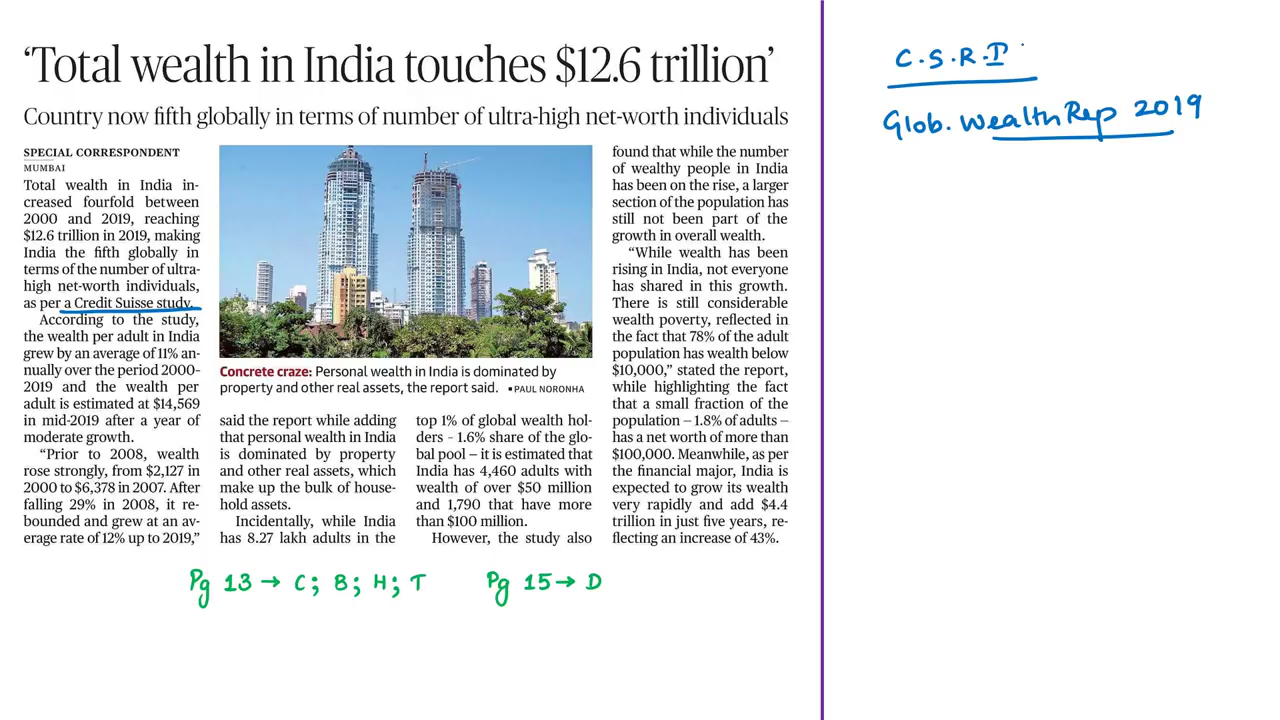 ‘Total wealth in India touches $12.6 trillion’
Country now fifth globally in terms of number of ultra-high net-worth individuals
SPECIAL CORRESPONDENT
MUMBAI
Total wealth in India in-
creased fourfold between
2000 and 2019, reaching
$12.6 trillion in 2019, making
India the fifth globally in
terms of the number of ultra-
high net-worth individuals,
as per a Credit Suisse study.
According to the study,
the wealth per adult in India
grew by an average of 11% an-
nually over the period 2000-
2019 and the wealth per
adult is estimated at $14,569
in mid-2019 after a year of
moderate growth.
“Prior to 2008, wealth
rose strongly, from $2,127 in
2000 to $6,378 in 2007. After
falling 29% in 2008, it re-
bounded and grew at an av-
erage rate of 12% up to 2019,”
Concrete craze: Personal wealth in India is dominated by
property and other real assets, the report said. ▪PAUL NORONHA
said the report while adding
that personal wealth in India
is dominated by property
and other real assets, which
make up the bulk of house-
hold assets.
Incidentally, while India
has 8.27 lakh adults in the
top 1% of global wealth hol-
ders - 1.6% share of the glo-
bal pool – it is estimated that
India has 4,460 adults with
wealth of over $50 million
and 1,790 that have more
than $100 million.
However, the study also
found that while the number
of wealthy people in India
has been on the rise, a larger
section of the population has
still not been part of the
growth in overall wealth.
“While wealth has been
rising in India, not everyone
has shared in this growth.
There is still considerable
wealth poverty, reflected in
the fact that 78% of the adult
population has wealth below
$10,000,” stated the report,
while highlighting the fact
that a small fraction of the
population – 1.8% of adults –
has a net worth of more than
$100,000. Meanwhile, as per
the financial major, India is
expected to grow its wealth
very rapidly and add $4.4
trillion in just five years, re-
flecting an increase of 43%.
Pg 13 → C; B; H; T
Pg 15 → D
C.S.R.I
Glob. Wealth Rep 2019